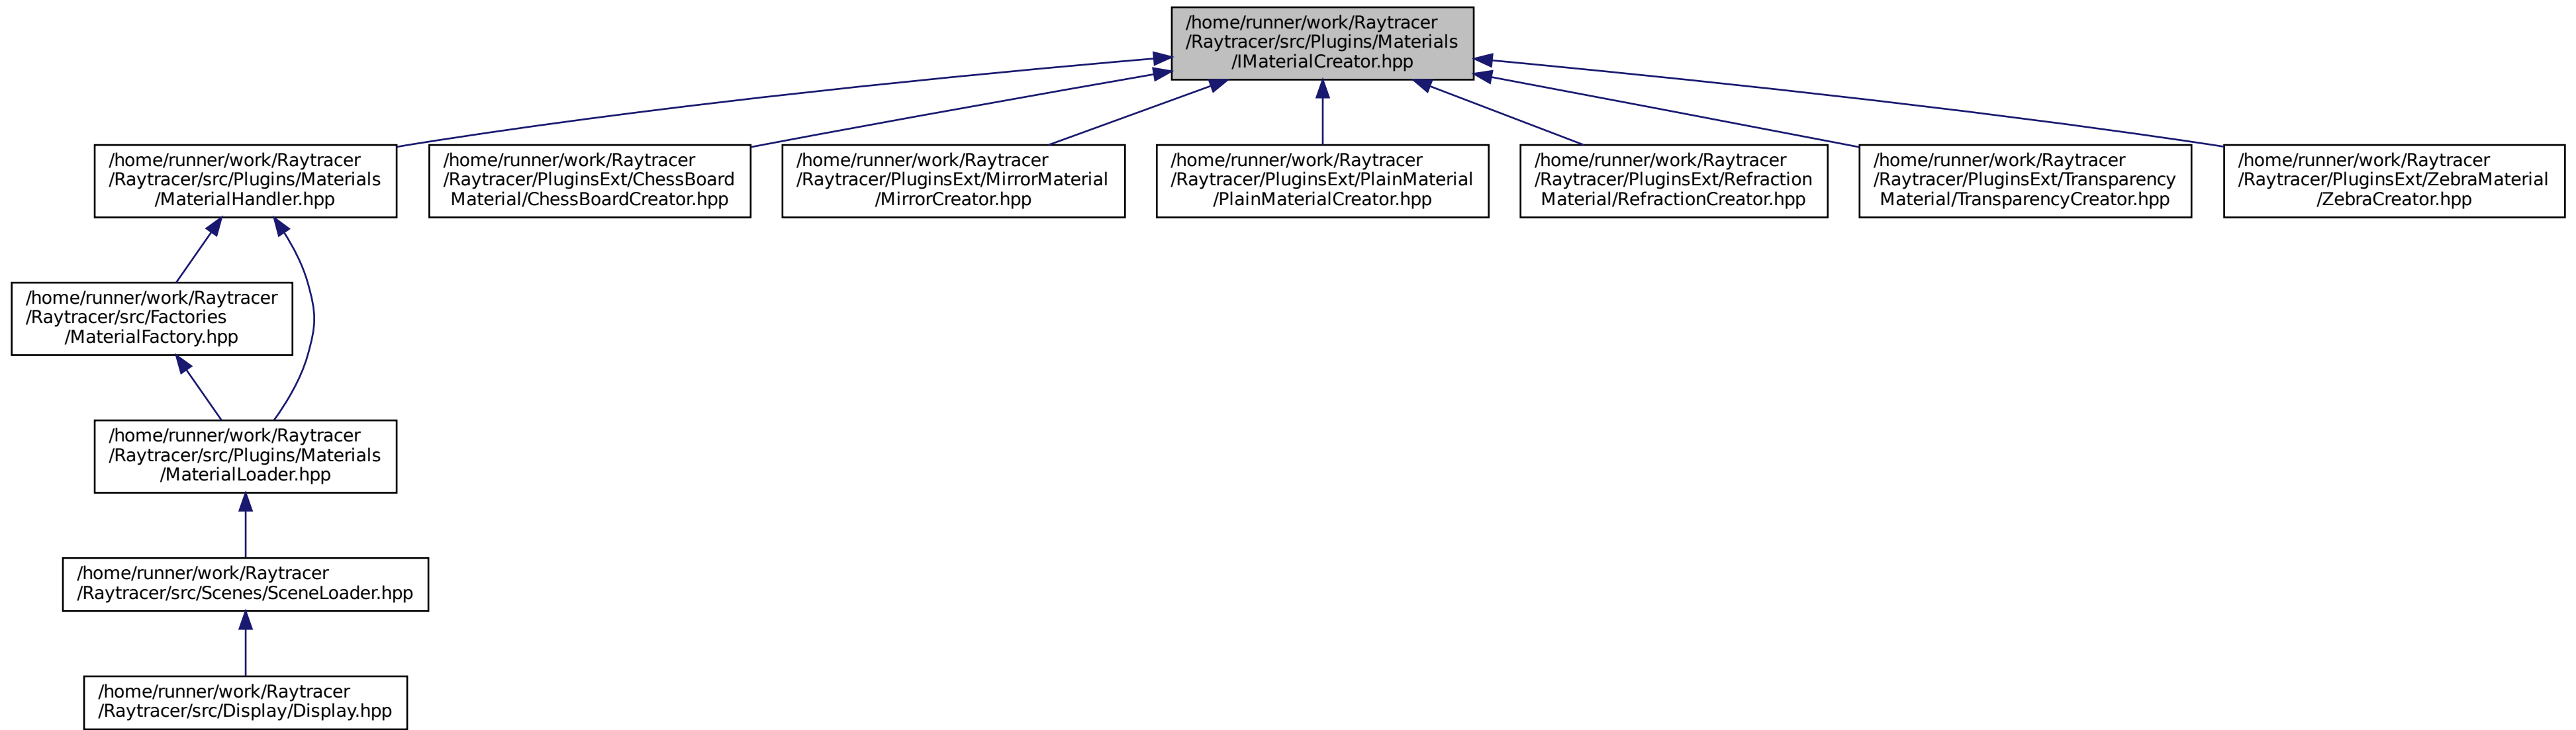 /home/runner/work/Raytracer
/Raytracer/src/Plugins/Materials
/IMaterialCreator.hpp
/home/runner/work/Raytracer
/Raytracer/src/Plugins/Materials
/MaterialHandler.hpp
/home/runner/work/Raytracer
/Raytracer/PluginsExt/ChessBoard
Material/ChessBoardCreator.hpp
/home/runner/work/Raytracer
/Raytracer/PluginsExt/MirrorMaterial
/MirrorCreator.hpp
/home/runner/work/Raytracer
/Raytracer/PluginsExt/PlainMaterial
/PlainMaterialCreator.hpp
/home/runner/work/Raytracer
/Raytracer/PluginsExt/Refraction
Material/RefractionCreator.hpp
/home/runner/work/Raytracer
/Raytracer/PluginsExt/Transparency
Material/TransparencyCreator.hpp
/home/runner/work/Raytracer
/Raytracer/PluginsExt/ZebraMaterial
/ZebraCreator.hpp
/home/runner/work/Raytracer
/Raytracer/src/Factories
/MaterialFactory.hpp
/home/runner/work/Raytracer
/Raytracer/src/Plugins/Materials
/MaterialLoader.hpp
/home/runner/work/Raytracer
/Raytracer/src/Scenes/SceneLoader.hpp
/home/runner/work/Raytracer
/Raytracer/src/Display/Display.hpp